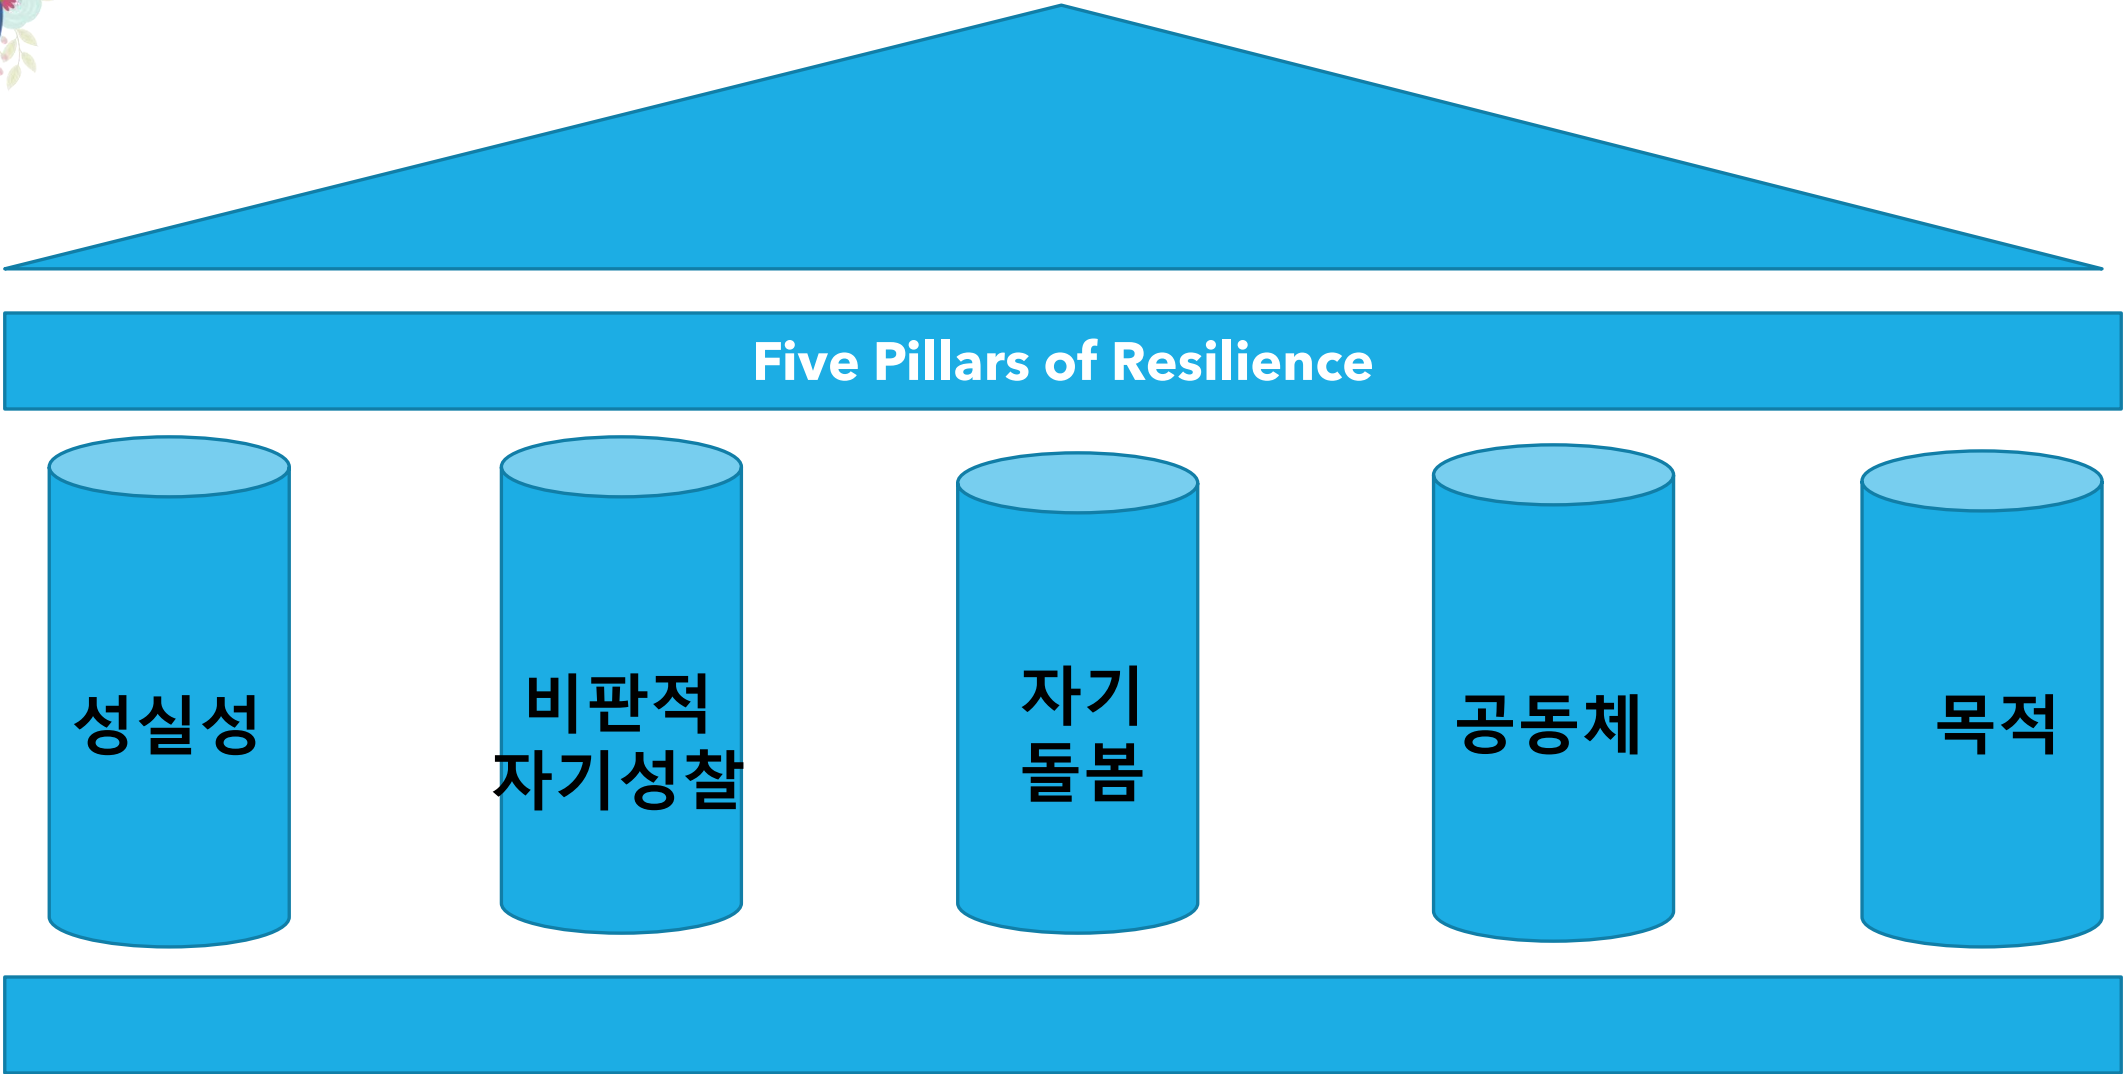 Five Pillars of Resilience
성실성
비판적
자기성찰
자기
돌봄
공동체
목적